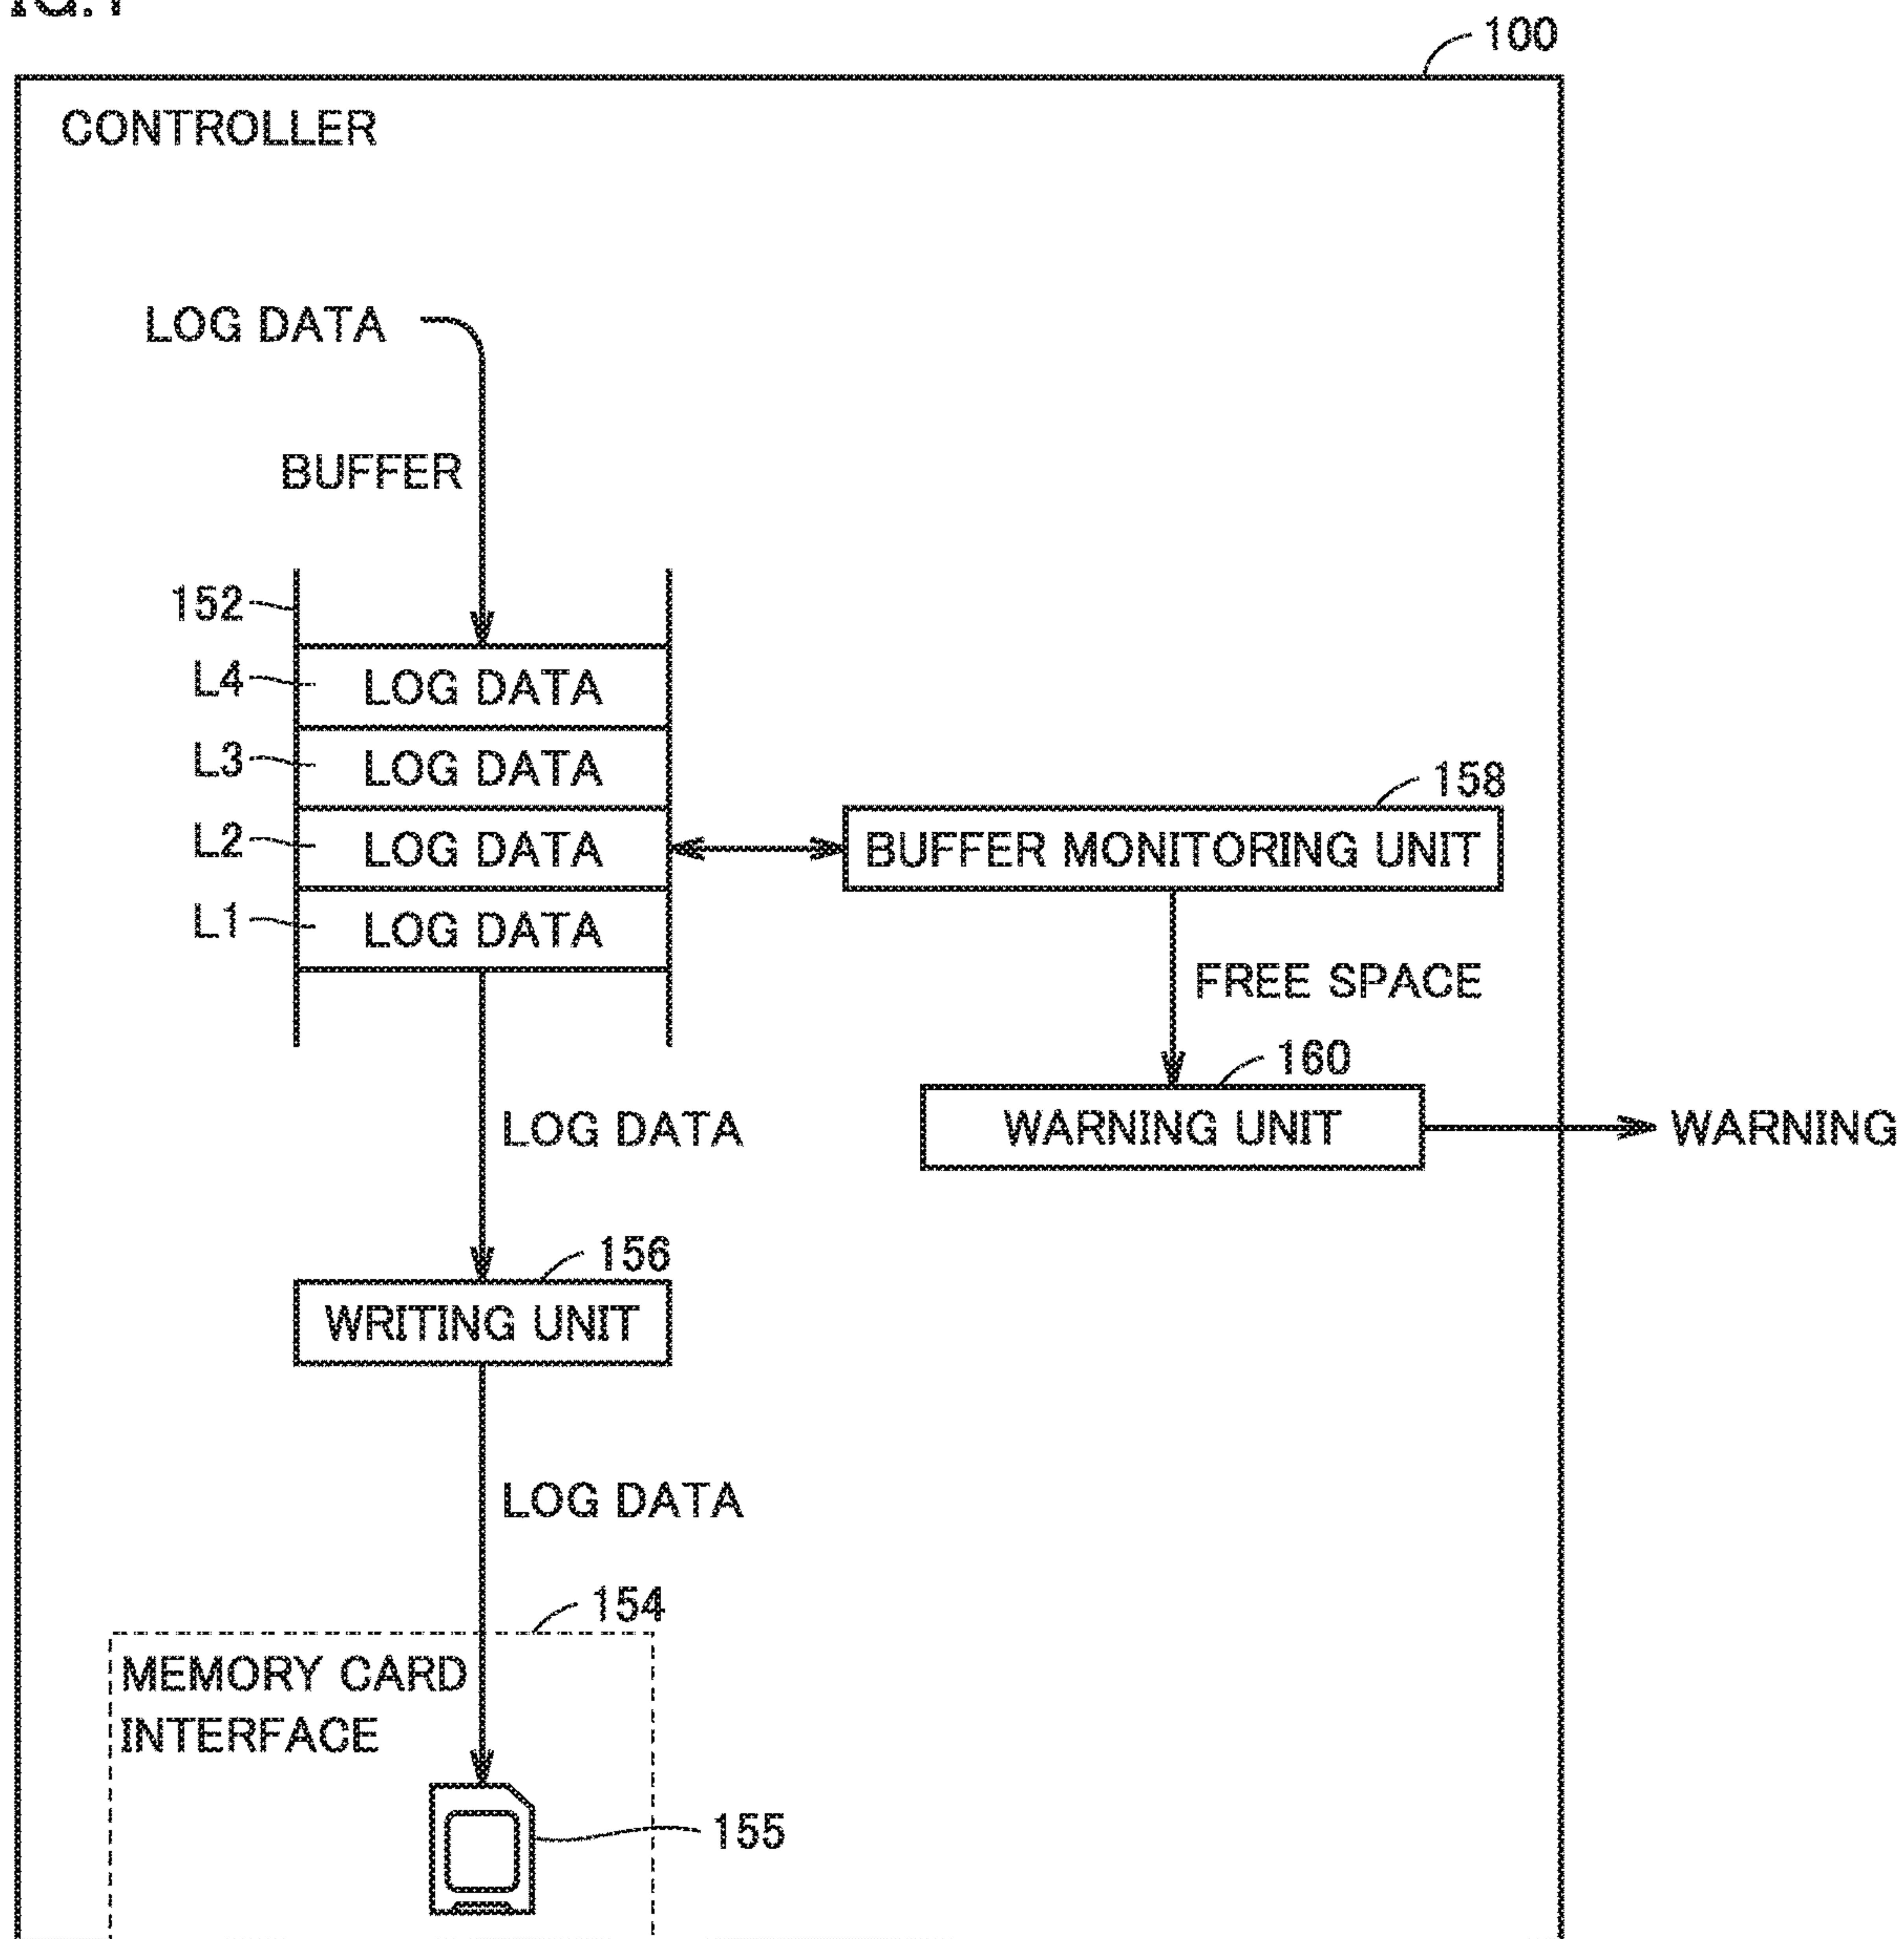 100
CONTROLLER
LOG DATA
BUFFER
152
L4 LOG DATA
L3 LOG DATA
158
L2 LOG DATA BUFFER MONITORING UNIT
L1 LOG DATA
FREE SPACE
160
LOG DATA WARNING UNIT WARNING
156
WRITING UNIT
LOG DATA
154
MEMORY CARD
INTERFACE
155